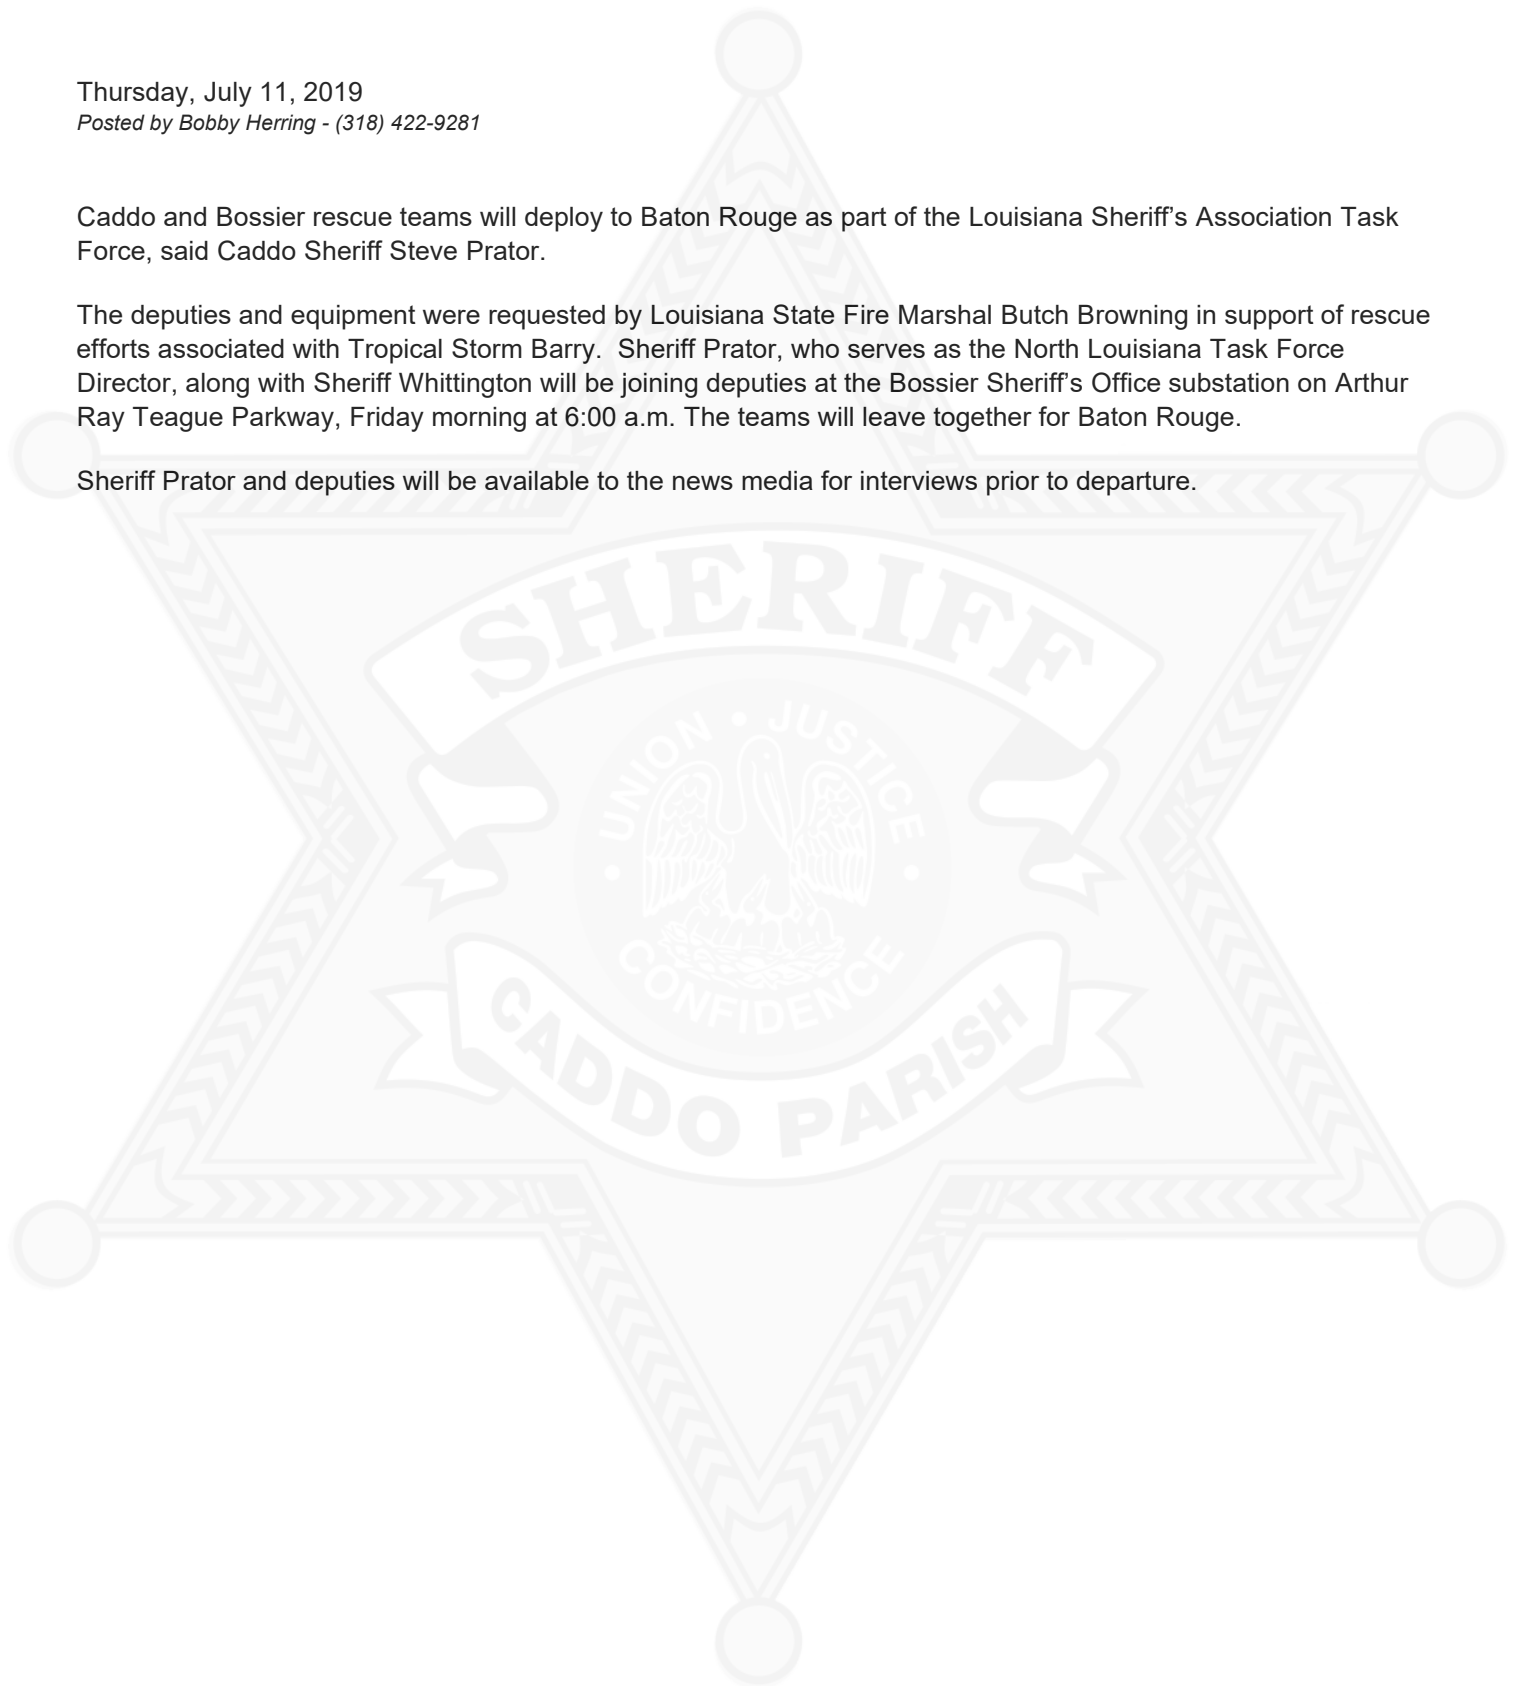 Thursday, July 11, 2019
Posted by Bobby Herring - (318) 422-9281
Caddo and Bossier rescue teams will deploy to Baton Rouge as part of the Louisiana Sheriff’s Association Task
Force, said Caddo Sheriff Steve Prator.
The deputies and equipment were requested by Louisiana State Fire Marshal Butch Browning in support of rescue
efforts associated with Tropical Storm Barry.  Sheriff Prator, who serves as the North Louisiana Task Force
Director, along with Sheriff Whittington will be joining deputies at the Bossier Sheriff’s Office substation on Arthur
Ray Teague Parkway, Friday morning at 6:00 a.m. The teams will leave together for Baton Rouge.
Sheriff Prator and deputies will be available to the news media for interviews prior to departure.
SHERIFF
UNION • JUSTICE
• CONFIDENCE •
CADDO PARISH